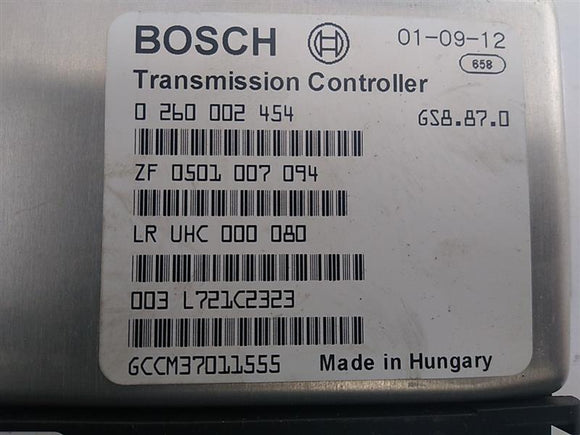 BOSCH 01-09-12
658
Transmission Controller
0 260 002 454 GS8.87.0
ZF 0501 007 094
LR UHC 000 080
003 L721C2323
GCCM37011555 Made in Hungary